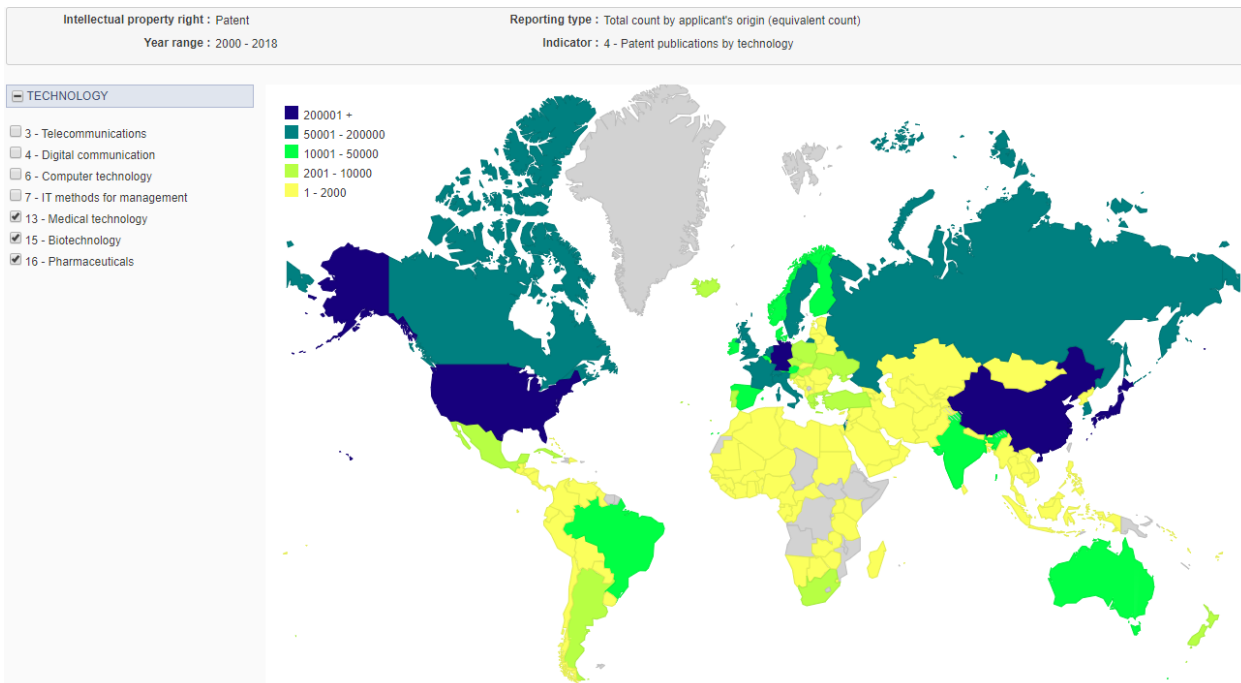 Intellectual property right : Patent
Reporting type : Total count by applicant's origin (equivalent count)
Year range : 2000 - 2018
Indicator : 4 - Patent publications by technology
TECHNOLOGY
3 - Telecommunications
4 - Digital communication
6 - Computer technology
7 - IT methods for management
13 - Medical technology
15 - Biotechnology
16 - Pharmaceuticals
200001 +
50001 - 200000
10001 - 50000
2001 - 10000
1 - 2000